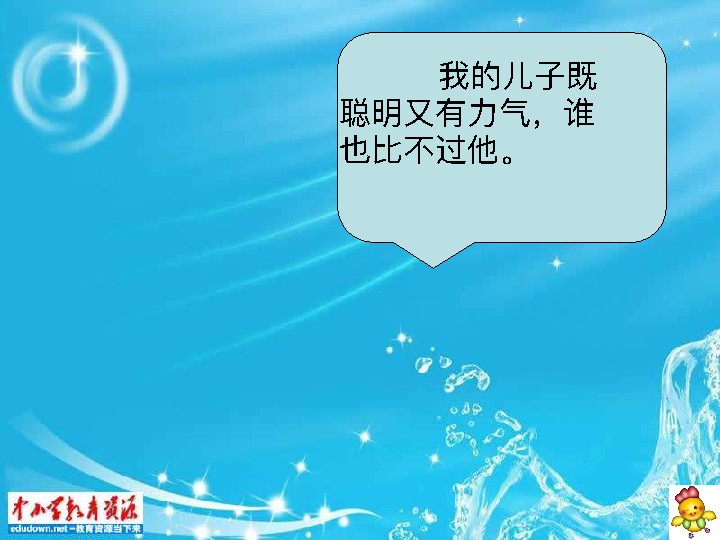 我的儿子既
聪明又有力气，谁
也比不过他。
中小学教育资源
edudown.net-教育资源当下来